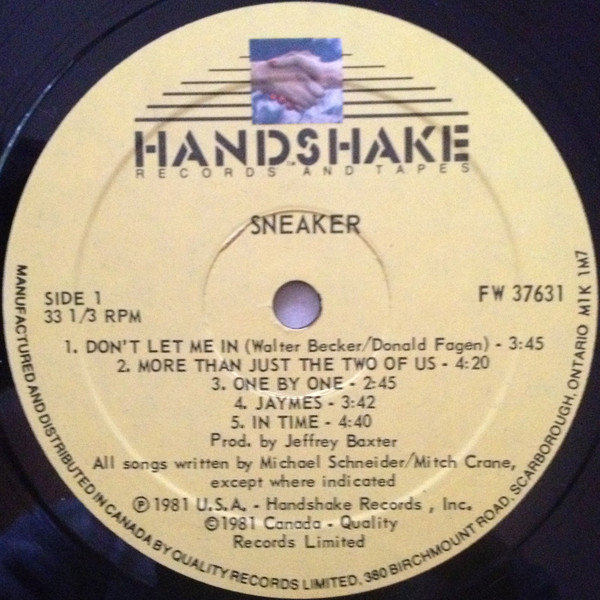 HANDSHAKE
RECORDS AND TAPES
SNEAKER
SIDE 1
33 1/3 RPM
FW 37631
1. DON'T LET ME IN (Walter Becker/Donald Fagen) - 3:45
2. MORE THAN JUST THE TWO OF US - 4:20
3. ONE BY ONE - 2:45
4. JAYMES - 3:42
5. IN TIME - 4:40
Prod. by Jeffrey Baxter
All songs written by Michael Schneider/Mitch Crane,
except where indicated
℗1981 U.S.A. - Handshake Records , Inc.
©1981 Canada - Quality
Records Limited
MANUFACTURED AND DISTRIBUTED IN CANADA BY QUALITY RECORDS LIMITED, 380 BIRCHMOUNT ROAD, SCARBOROUGH, ONTARIO M1K 1M7